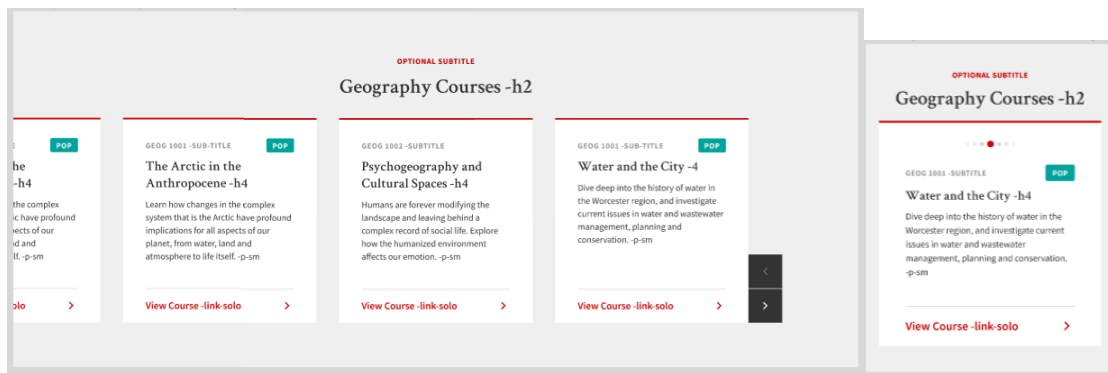 OPTIONAL SUBTITLE
Geography Courses -h2
POP
he
-h4
the complex
ic have profound
pects of our
d and
lf. -p-sm
olo
GEOG 1001 -SUB-TITLE
POP
The Arctic in the
Anthropocene -h4
Learn how changes in the complex
system that is the Arctic have profound
implications for all aspects of our
planet, from water, land and
atmosphere to life itself. -p-sm
View Course -link-solo
GEOG 1002 -SUBTITLE
Psychogeography and
Cultural Spaces -h4
Humans are forever modifying the
landscape and leaving behind a
complex record of social life. Explore
how the humanized environment
affects our emotion. -p-sm
View Course -link-solo
GEOG 1001 -SUB-TITLE
POP
Water and the City -4
Dive deep into the history of water in
the Worcester region, and investigate
current issues in water and wastewater
management, planning and
conservation. -p-sm
View Course -link-solo
OPTIONAL SUBTITLE
Geography Courses -h2
GEOG 1001 -SUBTITLE
POP
Water and the City -h4
Dive deep into the history of water in the
Worcester region, and investigate current
issues in water and wastewater
management, planning and conservation.
-p-sm
View Course -link-solo